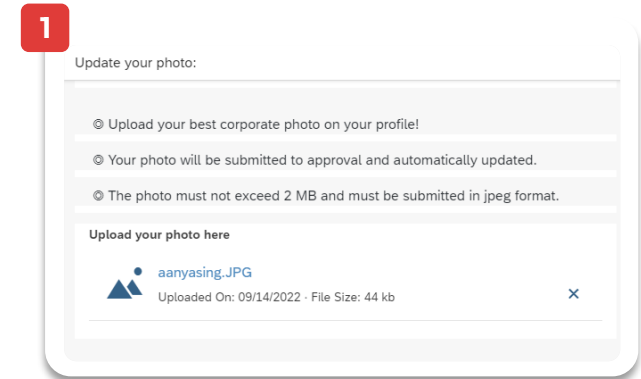 1
Update your photo:
◎ Upload your best corporate photo on your profile!
◎ Your photo will be submitted to approval and automatically updated.
◎ The photo must not exceed 2 MB and must be submitted in jpeg format.
Upload your photo here
aanyasing.JPG
Uploaded On: 09/14/2022 · File Size: 44 kb
✕